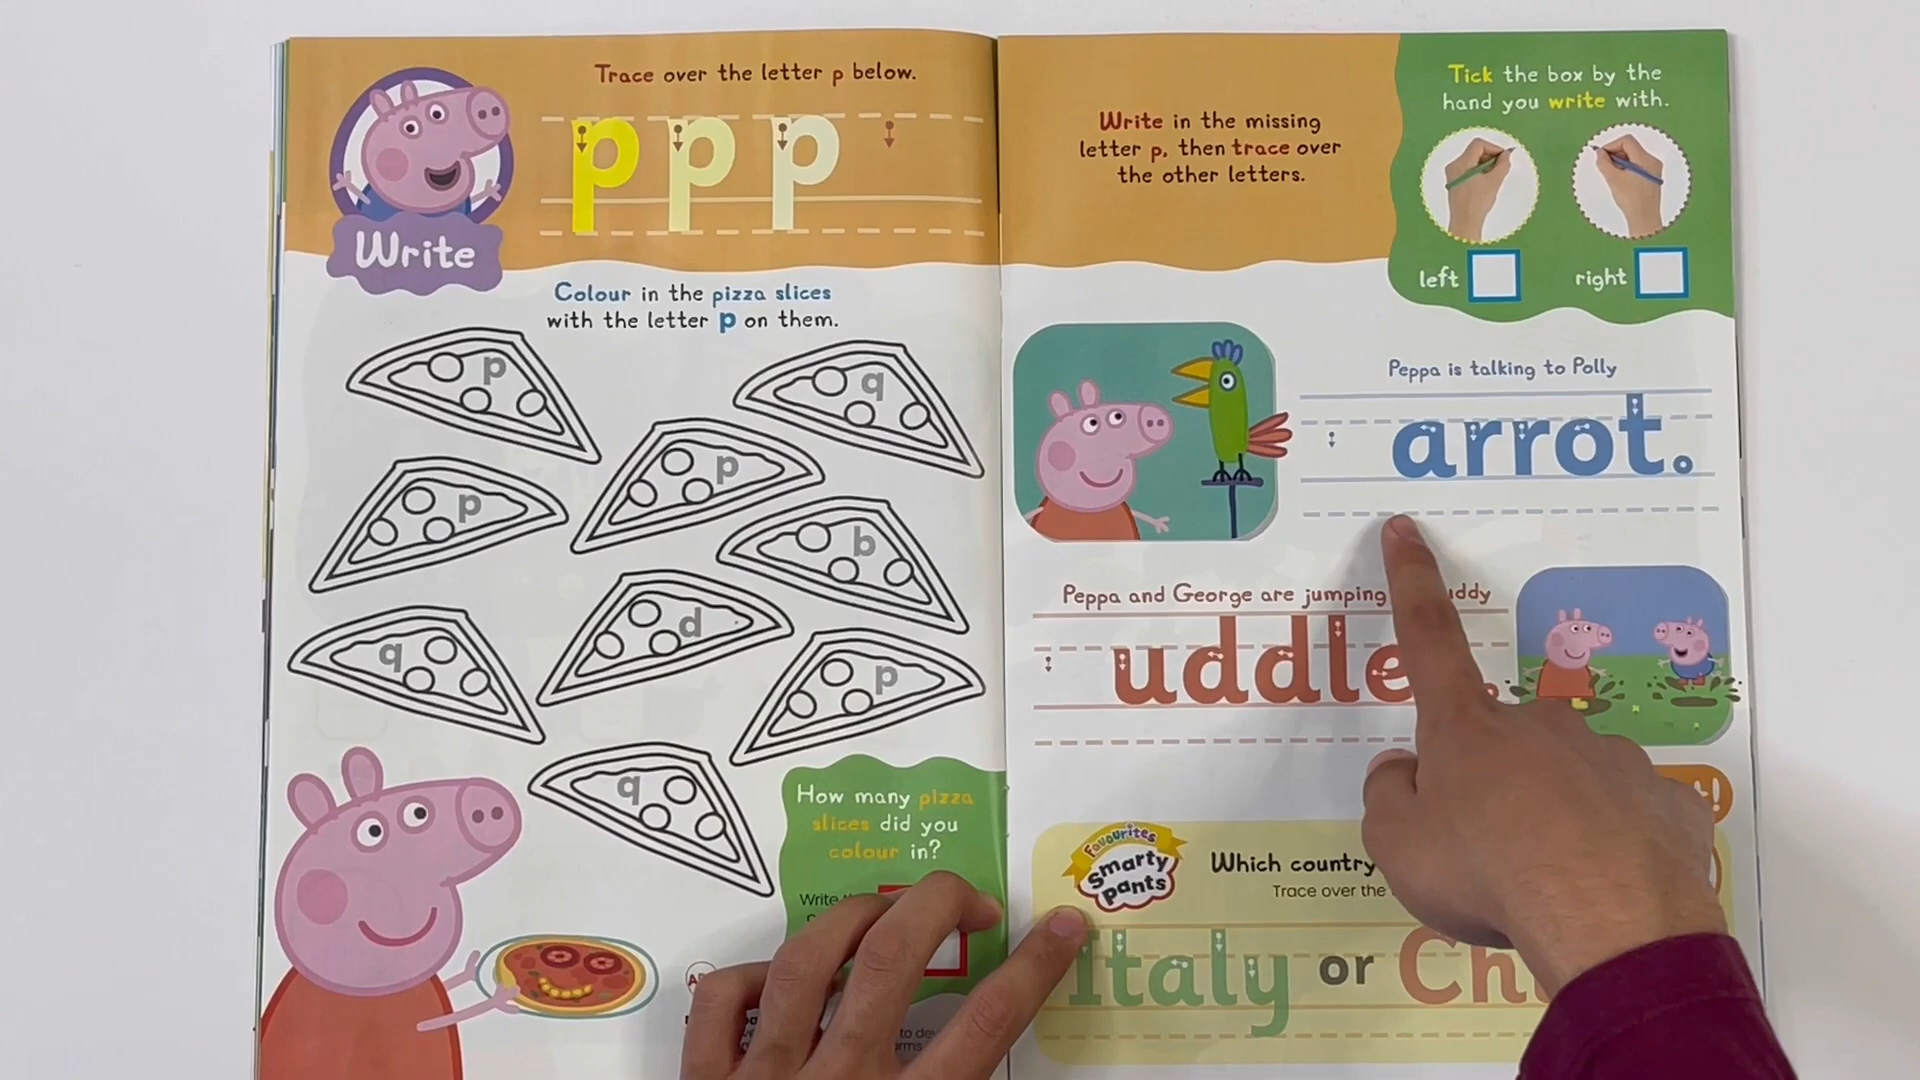 Trace over the letter p below.
p p p
Write
Colour in the pizza slices
with the letter p on them.
p
q
p
p
b
d
q
p
q
How many pizza
slices did you
colour in?
Write
Write in the missing
letter p, then trace over
the other letters.
Tick the box by the
hand you write with.
left
right
Peppa is talking to Polly
arrot.
Peppa and George are jumping
uddle
Favourites
Smarty
pants
Which country
Trace over the
Italy or